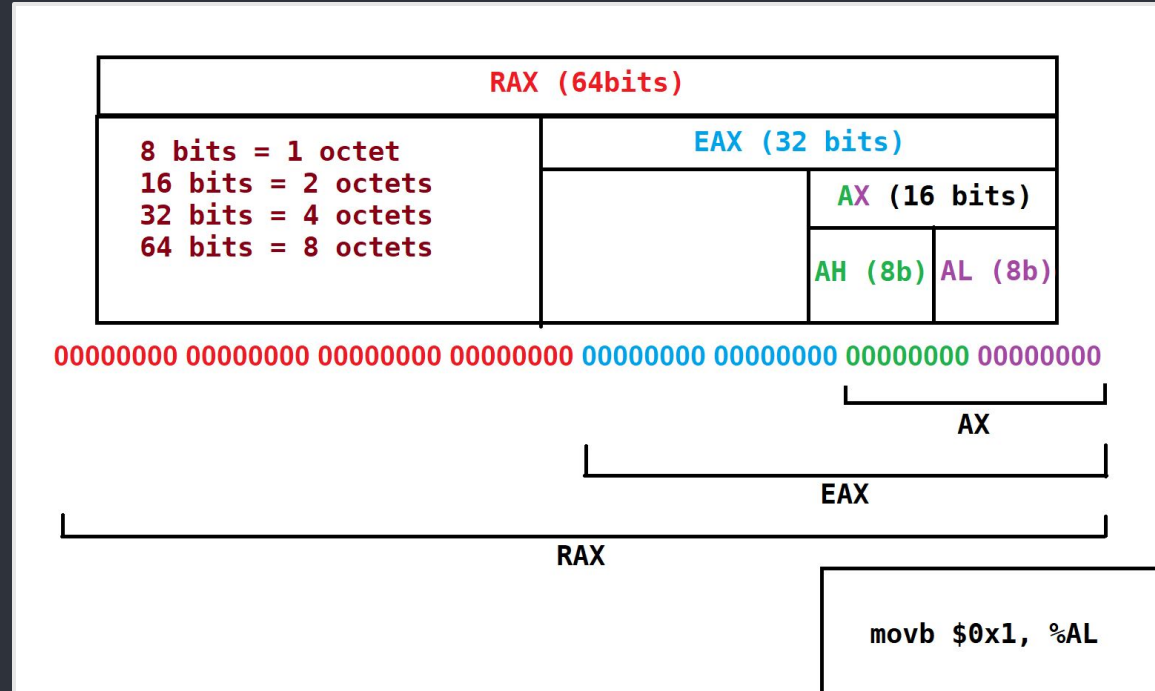 RAX (64bits)
8 bits = 1 octet
16 bits = 2 octets
32 bits = 4 octets
64 bits = 8 octets
EAX (32 bits)
AX (16 bits)
AH (8b)
AL (8b)
00000000 00000000 00000000 00000000 00000000 00000000 00000000 00000000
AX
EAX
RAX
movb $0x1, %AL